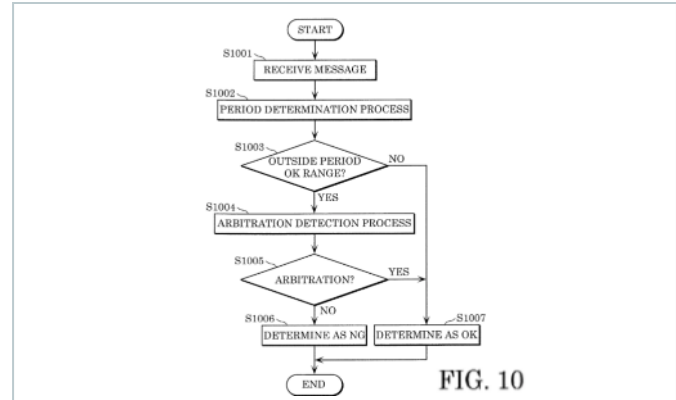 START
S1001
RECEIVE MESSAGE
S1002
PERIOD DETERMINATION PROCESS
S1003
OUTSIDE PERIOD
OK RANGE?
NO
YES
S1004
ARBITRATION DETECTION PROCESS
S1005
ARBITRATION?
YES
NO
S1006
S1007
DETERMINE AS NG
DETERMINE AS OK
END
FIG. 10